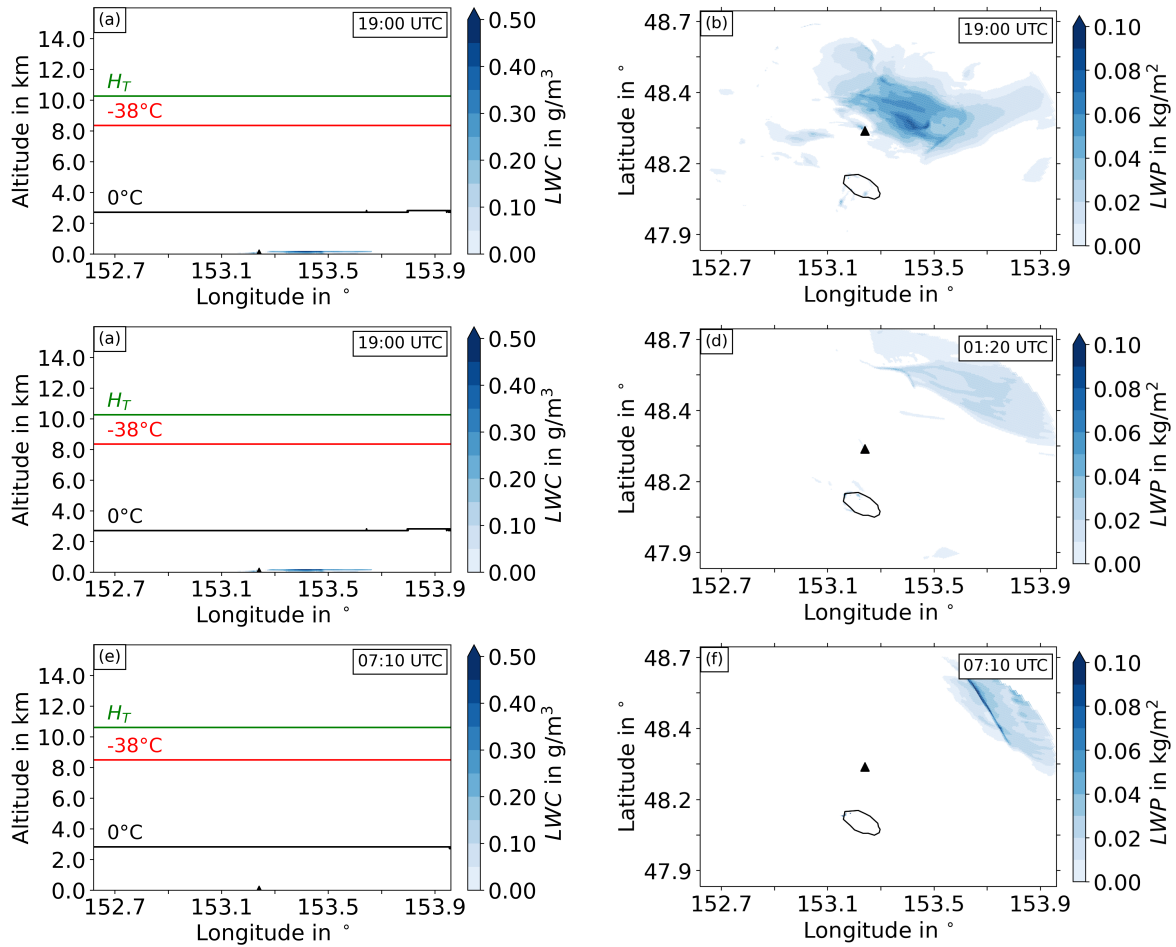 (a)
19:00 UTC
14.0
12.0
10.0
8.0
6.0
4.0
2.0
0.0
Altitude in km
H_T
-38°C
0°C
152.7
153.1
153.5
153.9
Longitude in °
0.50
0.40
0.30
0.20
0.10
0.00
LWC in g/m³
(b)
19:00 UTC
48.7
48.4
48.2
47.9
Latitude in °
152.7
153.1
153.5
153.9
Longitude in °
0.10
0.08
0.06
0.04
0.02
0.00
LWP in kg/m²
(a)
19:00 UTC
14.0
12.0
10.0
8.0
6.0
4.0
2.0
0.0
Altitude in km
H_T
-38°C
0°C
152.7
153.1
153.5
153.9
Longitude in °
0.50
0.40
0.30
0.20
0.10
0.00
LWC in g/m³
(d)
01:20 UTC
48.7
48.4
48.2
47.9
Latitude in °
152.7
153.1
153.5
153.9
Longitude in °
0.10
0.08
0.06
0.04
0.02
0.00
LWP in kg/m²
(e)
07:10 UTC
14.0
12.0
10.0
8.0
6.0
4.0
2.0
0.0
Altitude in km
H_T
-38°C
0°C
152.7
153.1
153.5
153.9
Longitude in °
0.50
0.40
0.30
0.20
0.10
0.00
LWC in g/m³
(f)
07:10 UTC
48.7
48.4
48.2
47.9
Latitude in °
152.7
153.1
153.5
153.9
Longitude in °
0.10
0.08
0.06
0.04
0.02
0.00
LWP in kg/m²